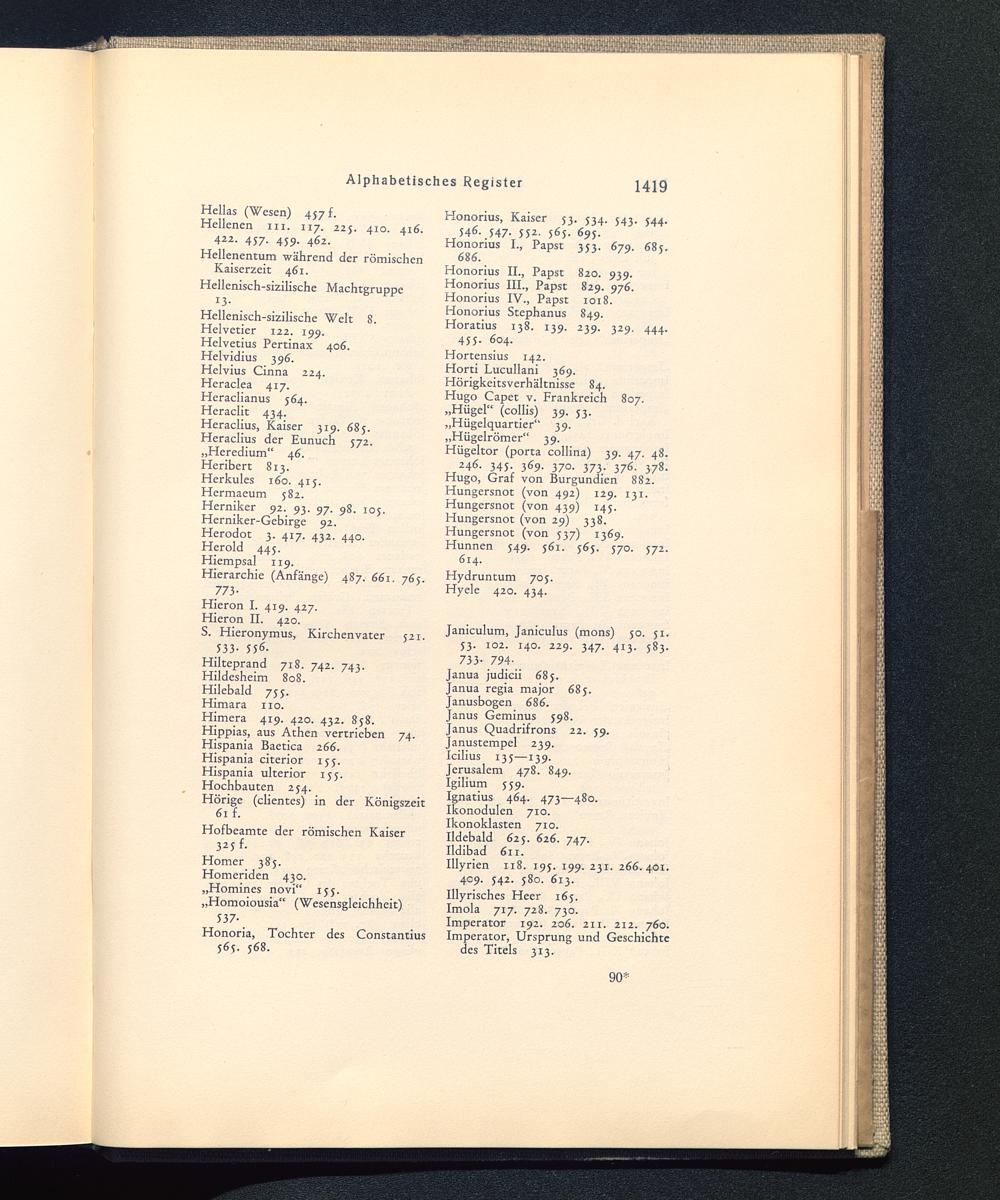 Alphabetisches Register
1419
Hellas (Wesen) 457 f.
Hellenen 111. 117. 225. 410. 416.
422. 457. 459. 462.
Hellenentum während der römischen
Kaiserzeit 461.
Hellenisch-sizilische Machtgruppe
13.
Hellenisch-sizilische Welt 8.
Helvetier 122. 199.
Helvetius Pertinax 406.
Helvidius 396.
Helvius Cinna 224.
Heraclea 417.
Heraclianus 564.
Heraclit 434.
Heraclius, Kaiser 319. 685.
Heraclius der Eunuch 572.
„Heredium“ 46.
Heribert 813.
Herkules 160. 415.
Hermaeum 582.
Herniker 92. 93. 97. 98. 105.
Herniker-Gebirge 92.
Herodot 3. 417. 432. 440.
Herold 445.
Hiempsal 119.
Hierarchie (Anfänge) 487. 661. 765.
773.
Hieron I. 419. 427.
Hieron II. 420.
S. Hieronymus, Kirchenvater 521.
533. 556.
Hilteprand 718. 742. 743.
Hildesheim 808.
Hilebald 755.
Himara 110.
Himera 419. 420. 432. 858.
Hippias, aus Athen vertrieben 74.
Hispania Baetica 266.
Hispania citerior 155.
Hispania ulterior 155.
Hochbauten 254.
Hörige (clientes) in der Königszeit
61 f.
Hofbeamte der römischen Kaiser
325 f.
Homer 385.
Homeriden 430.
„Homines novi“ 155.
„Homoiousia“ (Wesensgleichheit)
537.
Honoria, Tochter des Constantius
565. 568.
Honorius, Kaiser 53. 534. 543. 544.
546. 547. 552. 565. 695.
Honorius I., Papst 353. 679. 685.
686.
Honorius II., Papst 820. 939.
Honorius III., Papst 829. 976.
Honorius IV., Papst 1018.
Honorius Stephanus 849.
Horatius 138. 139. 239. 329. 444.
455. 604.
Hortensius 142.
Horti Lucullani 369.
Hörigkeitsverhältnisse 84.
Hugo Capet v. Frankreich 807.
„Hügel“ (collis) 39. 53.
„Hügelquartier“ 39.
„Hügelrömer“ 39.
Hügeltor (porta collina) 39. 47. 48.
246. 345. 369. 370. 373. 376. 378.
Hugo, Graf von Burgundien 882.
Hungersnot (von 492) 129. 131.
Hungersnot (von 439) 145.
Hungersnot (von 29) 338.
Hungersnot (von 537) 1369.
Hunnen 549. 561. 565. 570. 572.
614.
Hydruntum 705.
Hyele 420. 434.
Janiculum, Janiculus (mons) 50. 51.
53. 102. 140. 229. 347. 413. 583.
733. 794.
Janua judicii 685.
Janua regia major 685.
Janusbogen 686.
Janus Geminus 598.
Janus Quadrifrons 22. 59.
Janustempel 239.
Icilius 135—139.
Jerusalem 478. 849.
Igilium 559.
Ignatius 464. 473—480.
Ikonodulen 710.
Ikonoklasten 710.
Ildebald 625. 626. 747.
Ildibad 611.
Illyrien 118. 195. 199. 231. 266. 401.
409. 542. 580. 613.
Illyrisches Heer 165.
Imola 717. 728. 730.
Imperator 192. 206. 211. 212. 760.
Imperator, Ursprung und Geschichte
des Titels 313.
90*